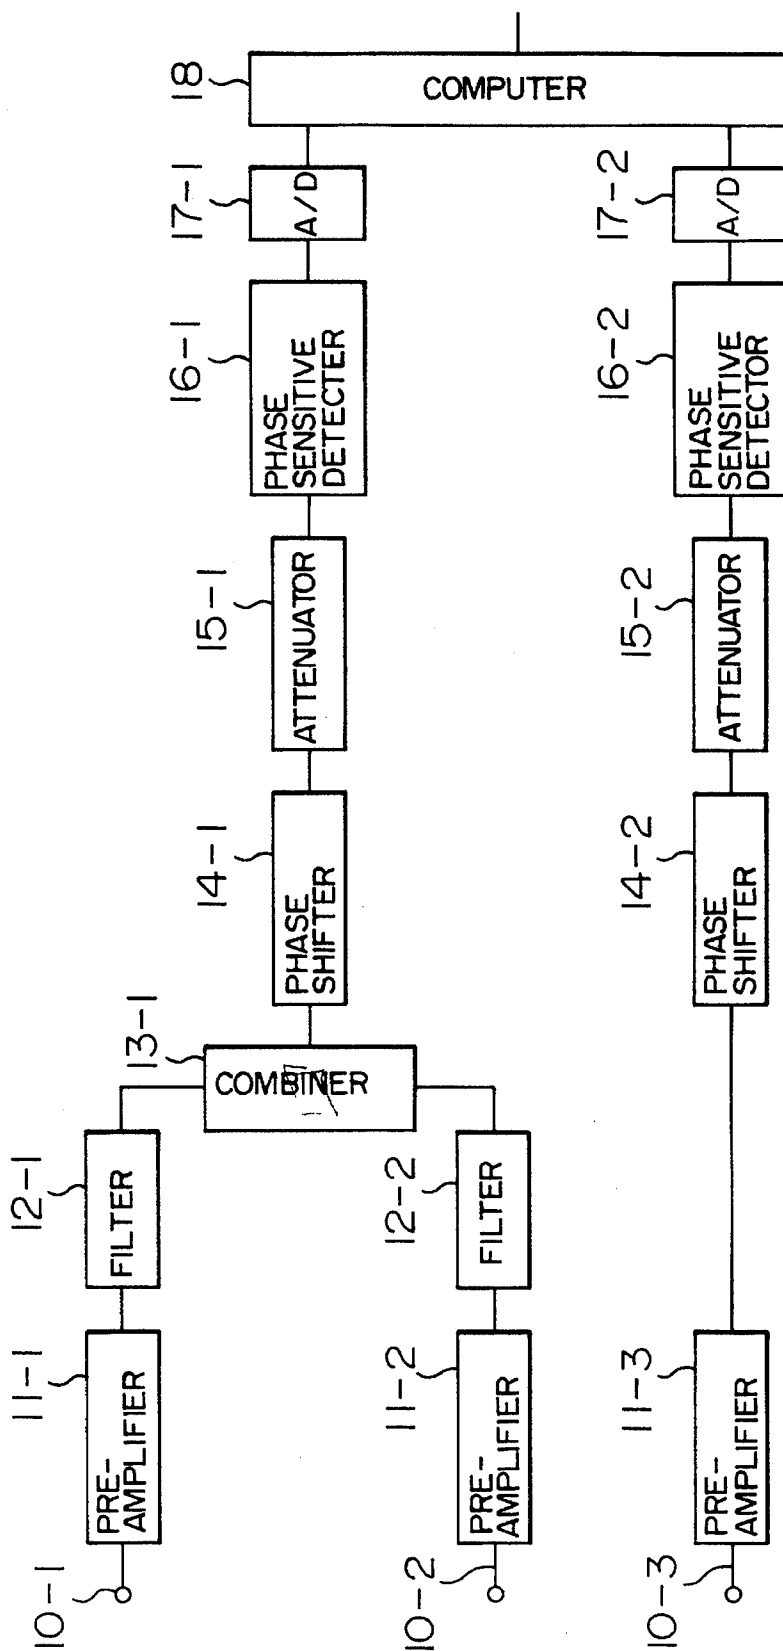 10-1
PRE-
AMPLIFIER
11-1
FILTER
12-1
COMBINER
13-1
PHASE
SHIFTER
14-1
ATTENUATOR
15-1
PHASE
SENSITIVE
DETECTER
16-1
A/D
17-1
COMPUTER
18
10-2
PRE-
AMPLIFIER
11-2
FILTER
12-2
10-3
PRE-
AMPLIFIER
11-3
PHASE
SHIFTER
14-2
ATTENUATOR
15-2
PHASE
SENSITIVE
DETECTOR
16-2
A/D
17-2